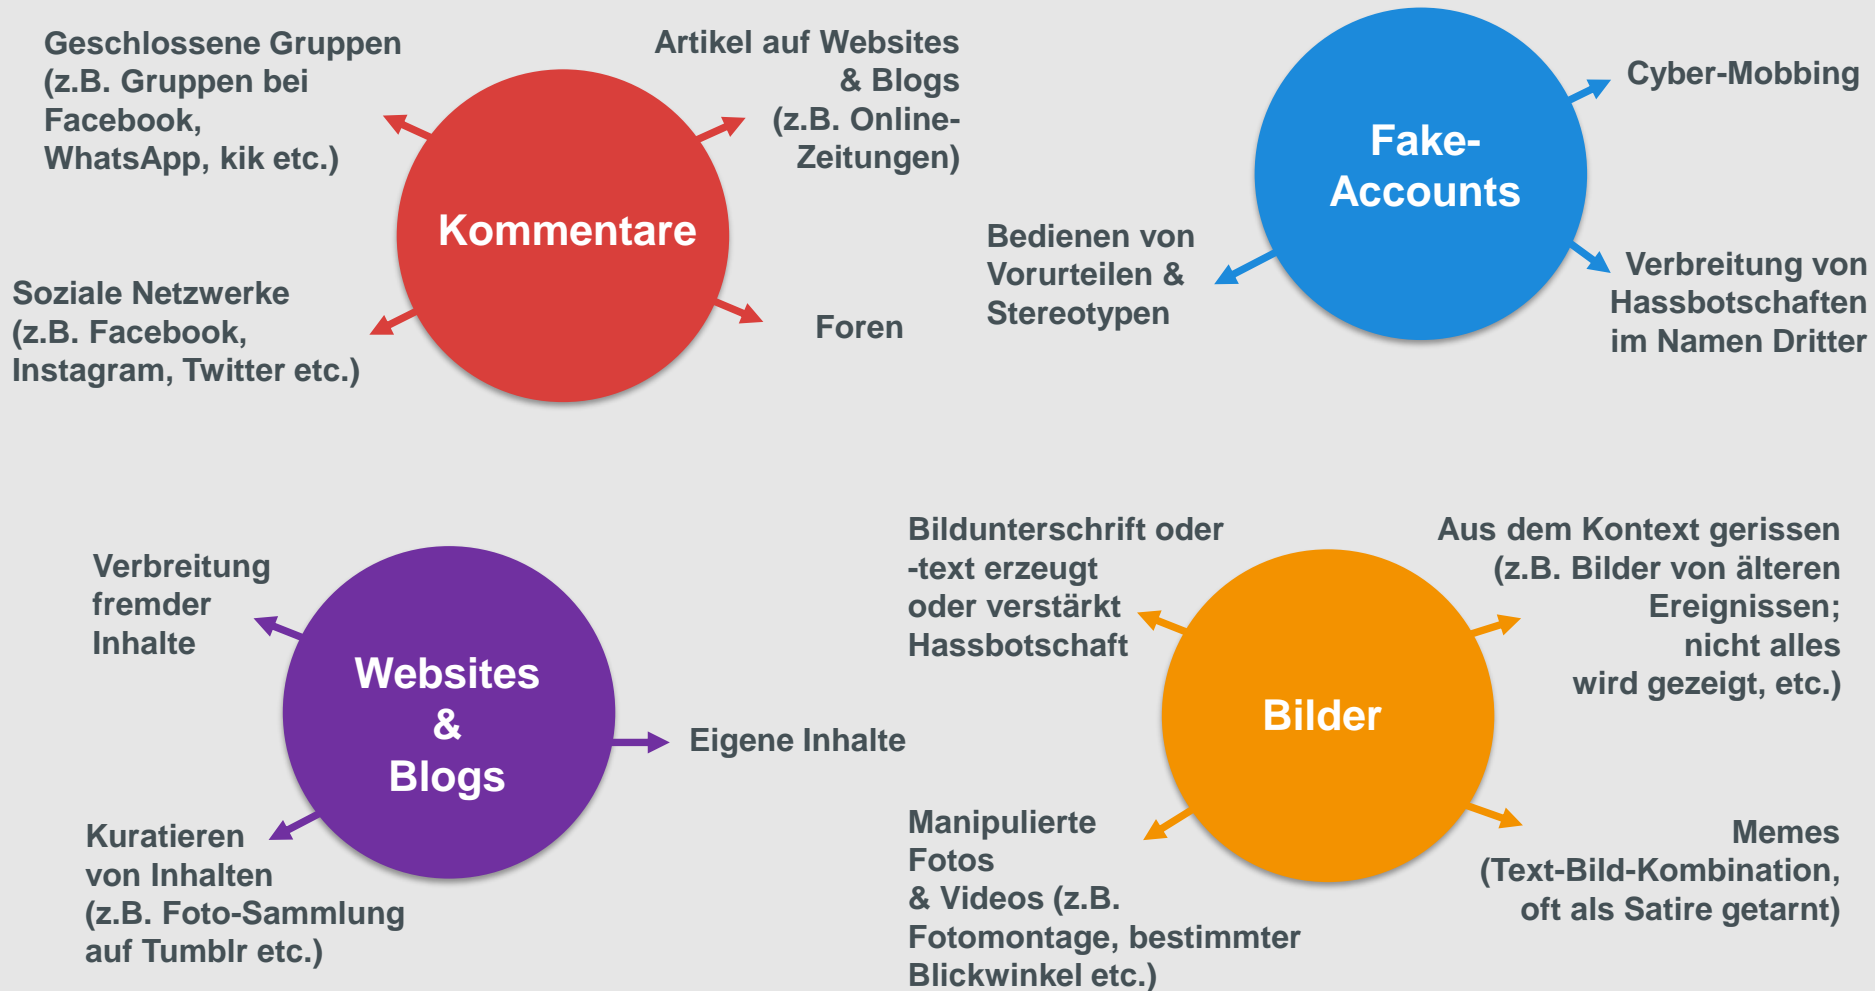 Geschlossene Gruppen
(z.B. Gruppen bei
Facebook,
WhatsApp, kik etc.)
Artikel auf Websites
& Blogs
(z.B. Online-
Zeitungen)
Kommentare
Soziale Netzwerke
(z.B. Facebook,
Instagram, Twitter etc.)
Foren
Cyber-Mobbing
Fake-
Accounts
Bedienen von
Vorurteilen &
Stereotypen
Verbreitung von
Hassbotschaften
im Namen Dritter
Verbreitung
fremder
Inhalte
Websites
&
Blogs
Eigene Inhalte
Kuratieren
von Inhalten
(z.B. Foto-Sammlung
auf Tumblr etc.)
Bildunterschrift oder
-text erzeugt
oder verstärkt
Hassbotschaft
Aus dem Kontext gerissen
(z.B. Bilder von älteren
Ereignissen;
nicht alles
wird gezeigt, etc.)
Bilder
Manipulierte
Fotos
& Videos (z.B.
Fotomontage, bestimmter
Blickwinkel etc.)
Memes
(Text-Bild-Kombination,
oft als Satire getarnt)